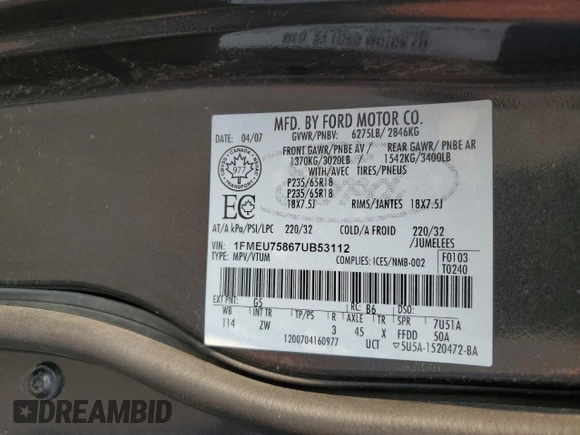 MFD. BY FORD MOTOR CO.
DATE: 04/07 GVWR/PNBV: 6275LB/ 2846KG
FRONT GAWR/PNBE AV / REAR GAWR/ PNBE AR
1370KG/3020LB 1542KG/3400LB
WITH/AVEC TIRES/PNEUS
CANADA
977
TRANSPORT
P235/65R18
P235/65R18
18X7.5J RIMS/JANTES 18X7.5J
EC
AT/A kPa/PSI/LPC 220/32 COLD/A FROID 220/32
/JUMELEES
VIN: 1FMEU75867UB53112 F0103
TYPE: MPV/VTUM COMPLIES: ICES/NMB-002 T0240
EXT PNT: G5 RC: B6 DSO:
WB INT TR TP/PS R AXLE TR SPR 7U51A
114 ZW 3 45 X FFDD 50A
1200704160977 UCT ▽5U5A-1520472-BA
DREAMBID